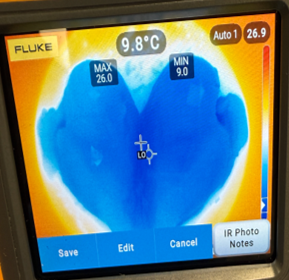 FLUKE
9.8°C
Auto 1
26.9
MAX
26.0
MIN
9.0
LO
Save
Edit
Cancel
IR Photo
Notes